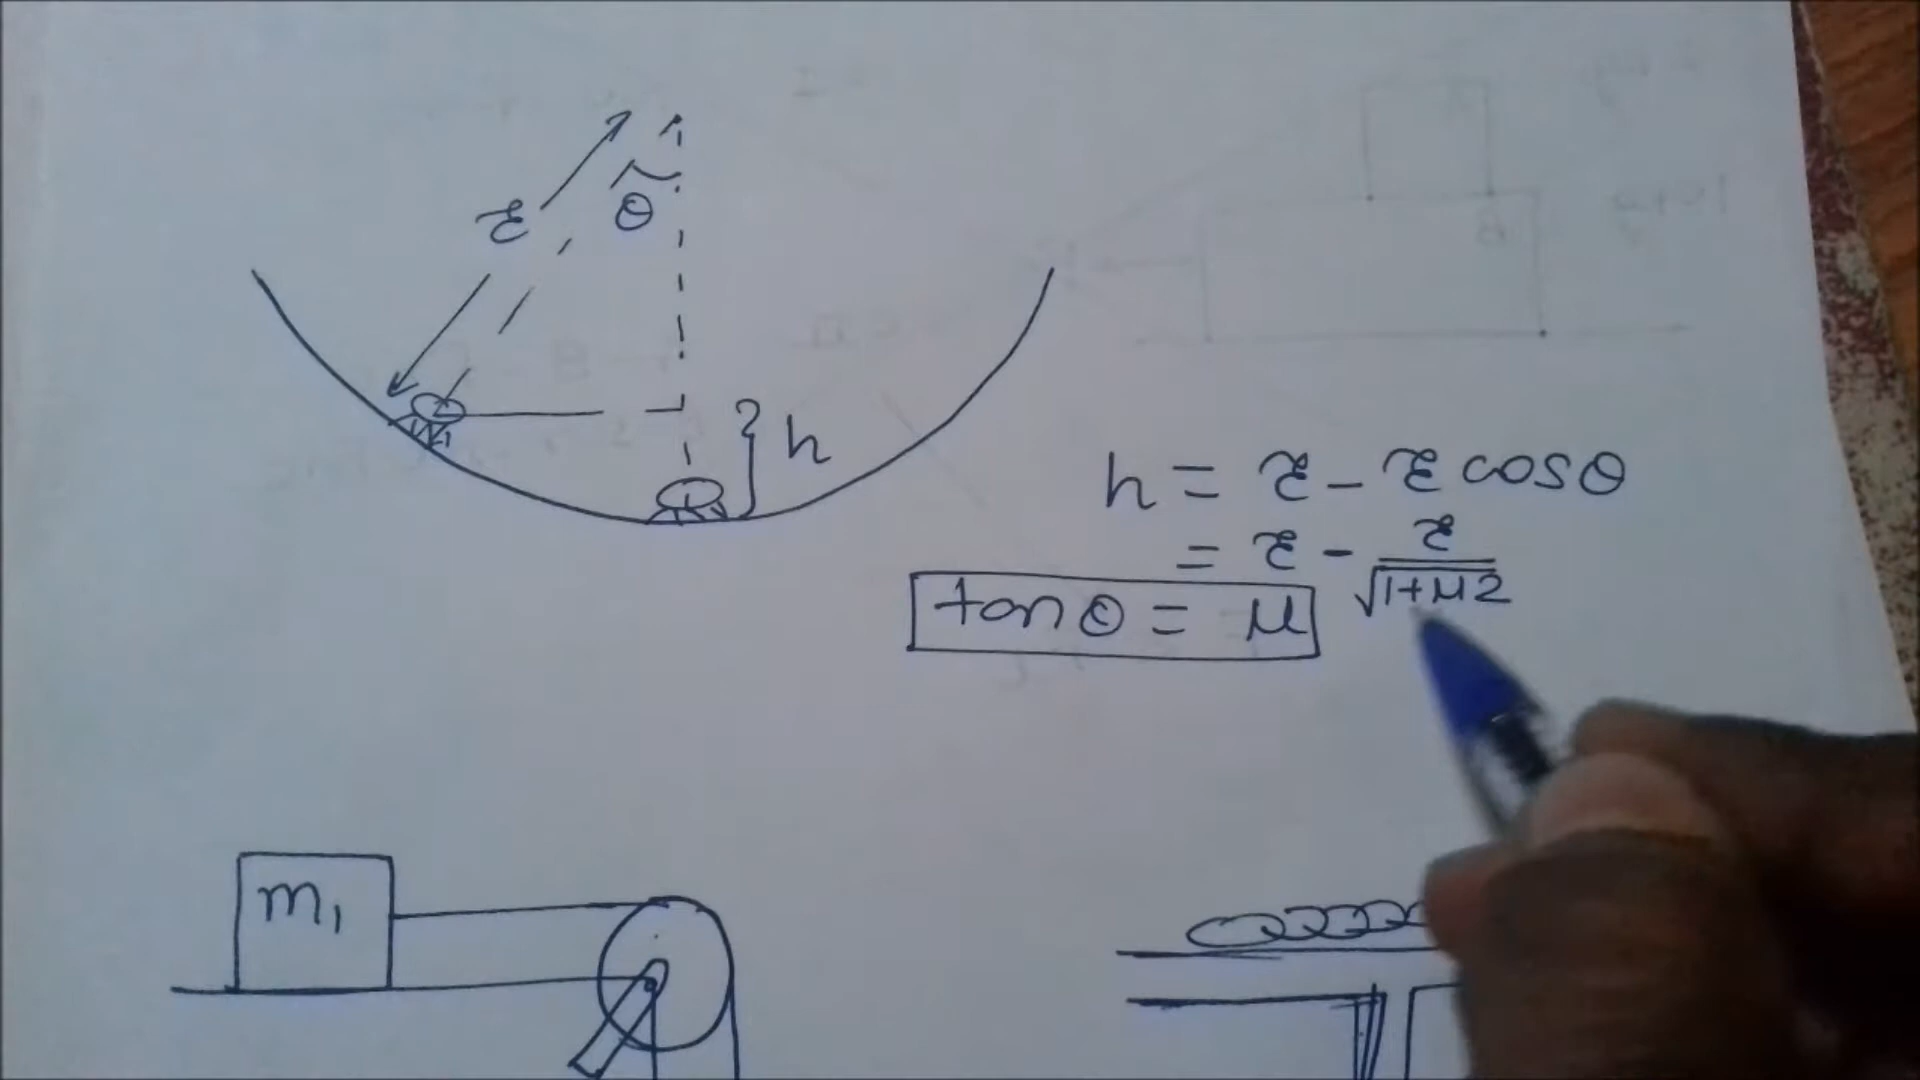 r
θ
h
h = r - r cosθ
= r - r/√1+μ2
tanθ = μ
m1